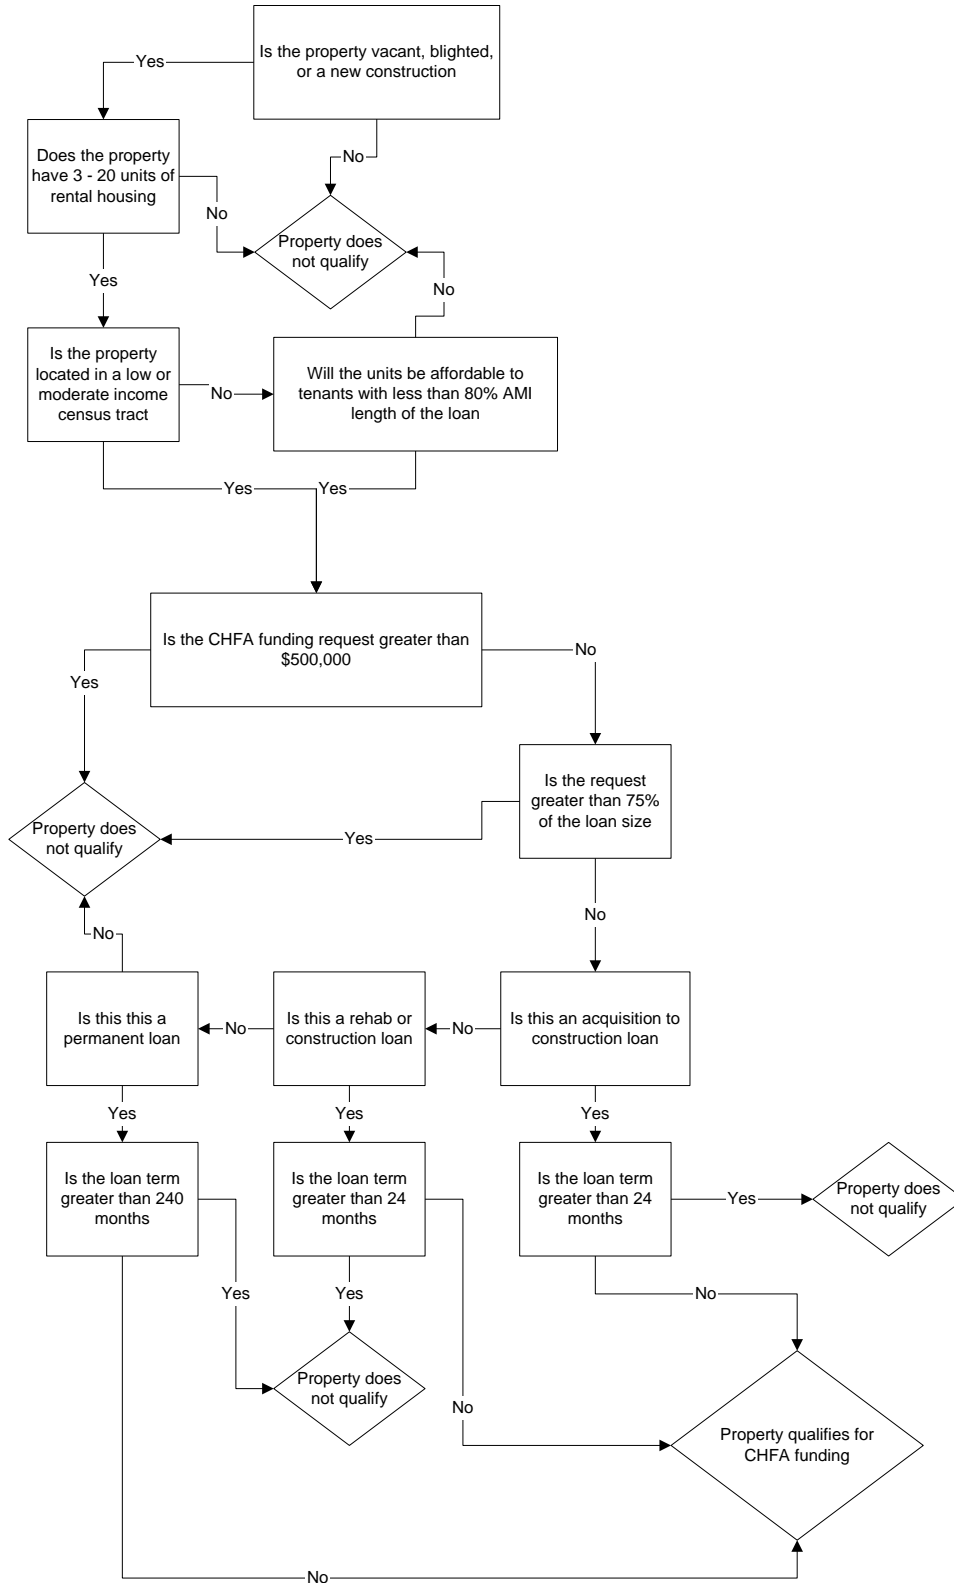 Is the property vacant, blighted,
or a new construction
Yes
No
Does the property
have 3 - 20 units of
rental housing
No
Property does
not qualify
Yes
No
Is the property
located in a low or
moderate income
census tract
No
Will the units be affordable to
tenants with less than 80% AMI
length of the loan
Yes
Yes
Is the CHFA funding request greater than
$500,000
No
Yes
Is the request
greater than 75%
of the loan size
Property does
not qualify
Yes
No
No
Is this this a
permanent loan
No
Is this a rehab or
construction loan
No
Is this an acquisition to
construction loan
Yes
Yes
Yes
Is the loan term
greater than 240
months
Is the loan term
greater than 24
months
Is the loan term
greater than 24
months
Yes
Property does
not qualify
Yes
Yes
No
Property does
not qualify
No
Property qualifies for
CHFA funding
No